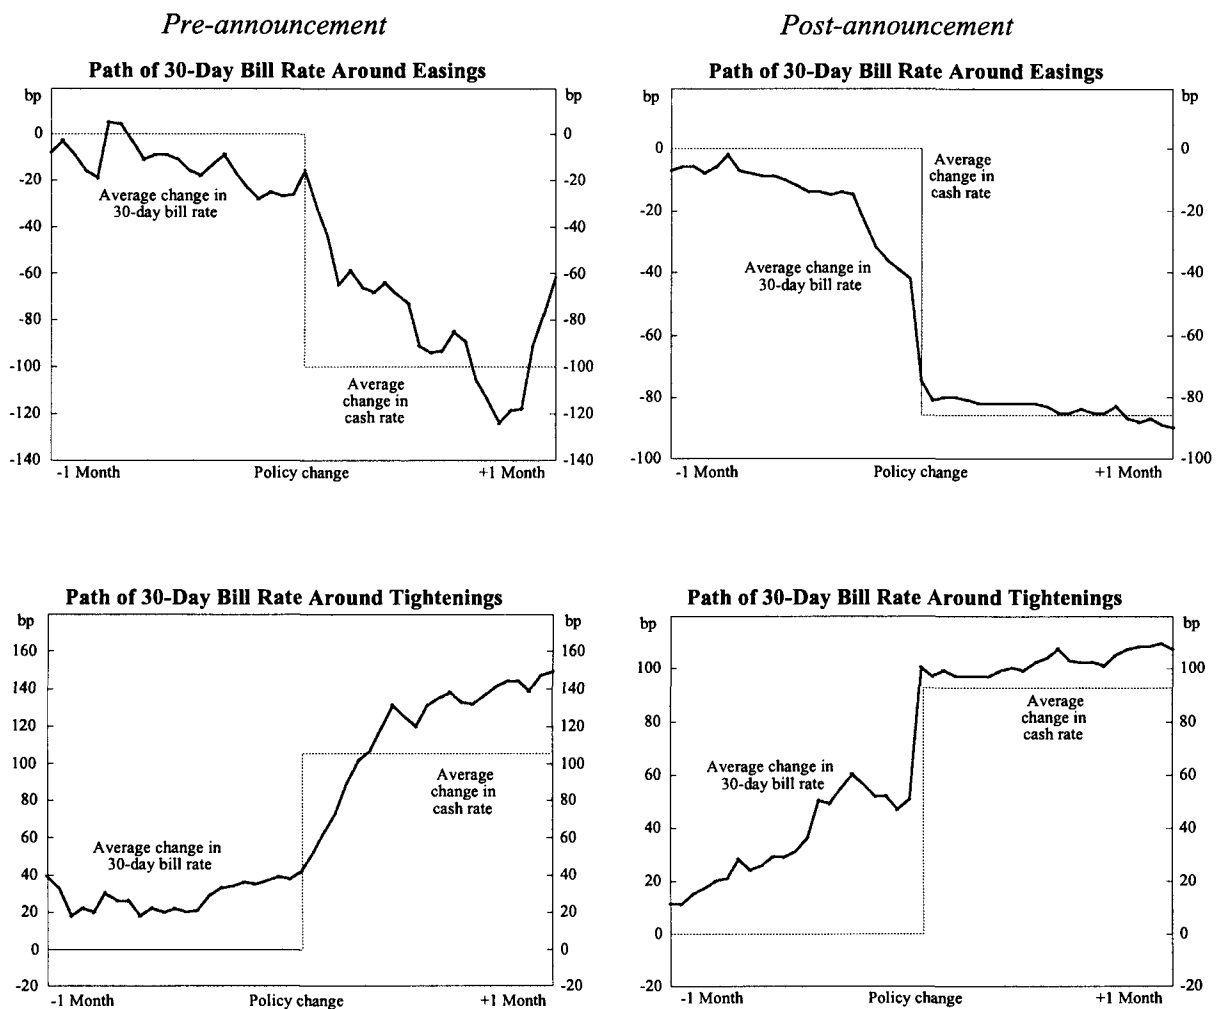 Pre-announcement
Post-announcement
Path of 30-Day Bill Rate Around Easings
bp
bp
0
-20
-40
-60
-80
-100
-120
-140
0
-20
-40
-60
-80
-100
-120
-140
Average change in
30-day bill rate
Average
change in
cash rate
-1 Month
Policy change
+1 Month
Path of 30-Day Bill Rate Around Easings
bp
bp
0
-20
-40
-60
-80
-100
0
-20
-40
-60
-80
-100
Average
change in
cash rate
Average change in
30-day bill rate
-1 Month
Policy change
+1 Month
Path of 30-Day Bill Rate Around Tightenings
bp
bp
160
140
120
100
80
60
40
20
0
-20
160
140
120
100
80
60
40
20
0
-20
Average
change in
cash rate
Average change in
30-day bill rate
-1 Month
Policy change
+1 Month
Path of 30-Day Bill Rate Around Tightenings
bp
bp
100
80
60
40
20
0
-20
100
80
60
40
20
0
-20
Average
change in
cash rate
Average change in
30-day bill rate
-1 Month
Policy change
+1 Month